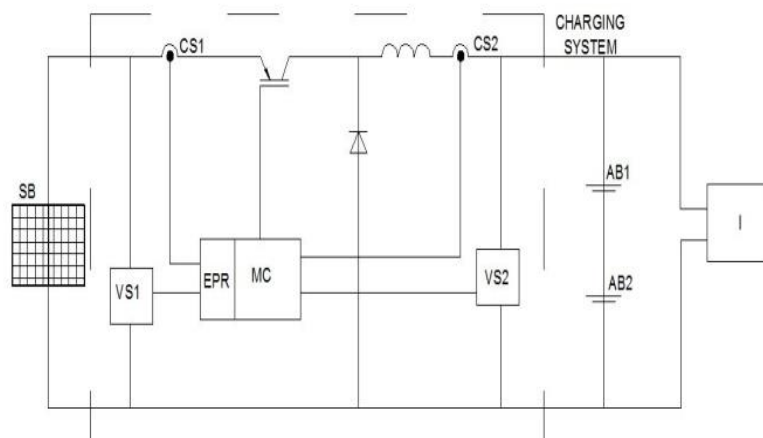 CS1
CS2
CHARGING
SYSTEM
SB
AB1
I
EPR
MC
VS1
VS2
AB2